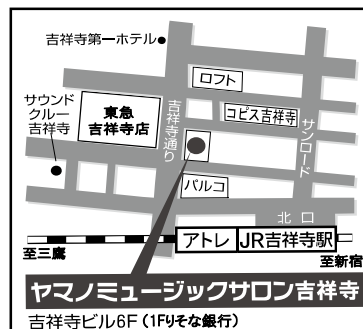 吉祥寺第一ホテル
ロフト
サウンド
クルー
吉祥寺
東急
吉祥寺店
吉祥寺通り
コピス吉祥寺
サンロード
パルコ
北口
アトレ
JR吉祥寺駅
至三鷹
至新宿
ヤマノミュージックサロン吉祥寺
吉祥寺ビル6F（1Fりそな銀行）